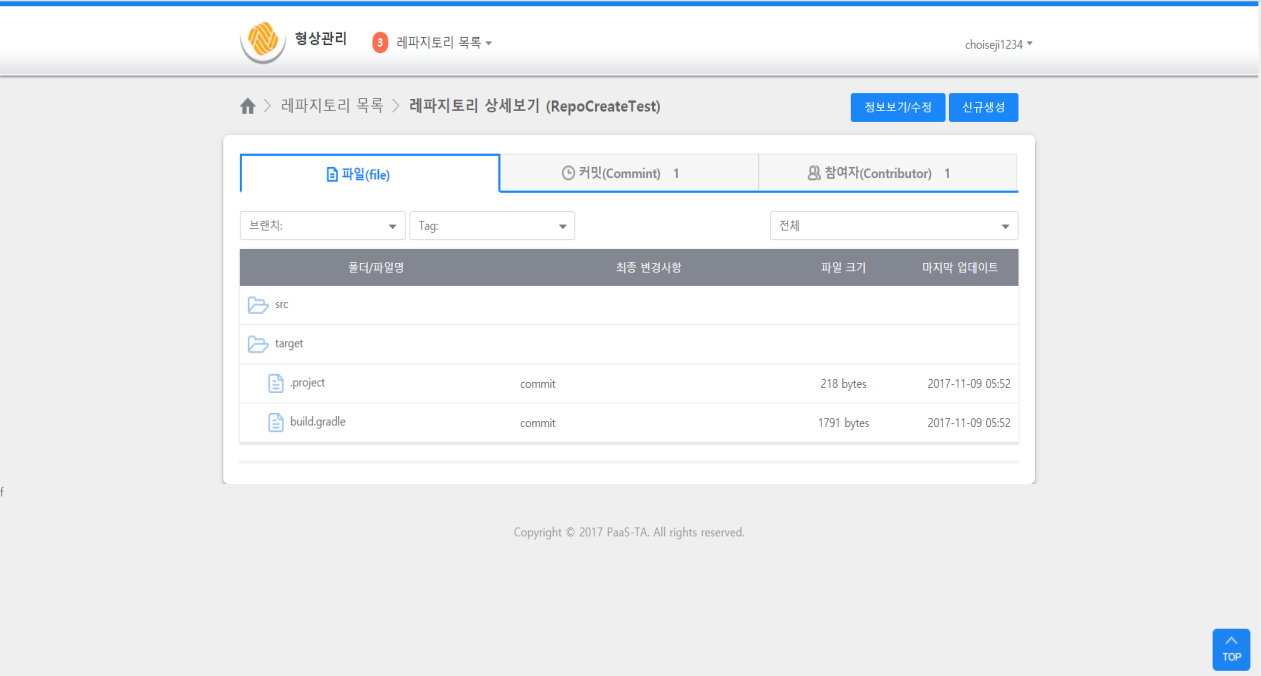 형상관리
3 레파지토리 목록
choiseji1234
레파지토리 목록 레파지토리 상세보기 (RepoCreateTest)
정보보기/수정 신규생성
파일(file) 커밋(Commint) 1 참여자(Contributor) 1
브랜치: Tag: 전체
폴더/파일명 최종 변경사항 파일 크기 마지막 업데이트
src
target
.project commit 218 bytes 2017-11-09 05:52
build.gradle commit 1791 bytes 2017-11-09 05:52
f
Copyright © 2017 PaaS-TA. All rights reserved.
TOP